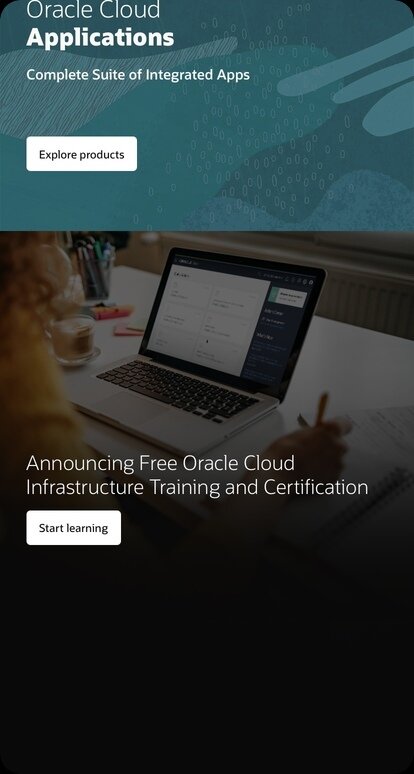 Oracle Cloud
Applications
Complete Suite of Integrated Apps
Explore products
Announcing Free Oracle Cloud
Infrastructure Training and Certification
Start learning